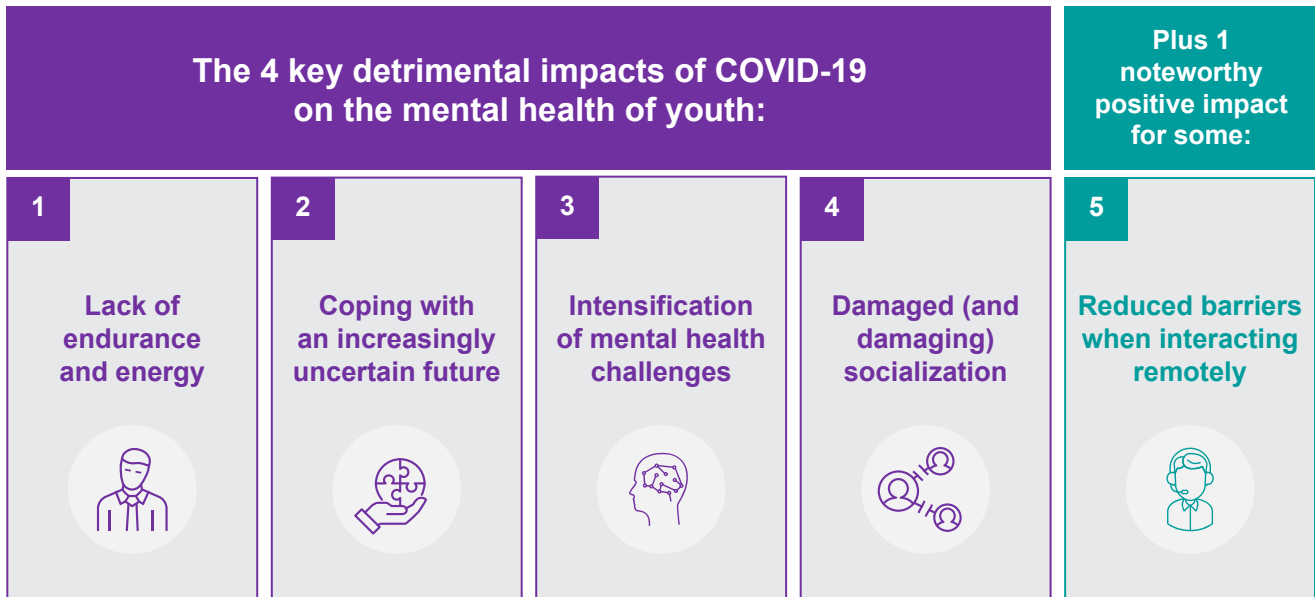 The 4 key detrimental impacts of COVID-19
on the mental health of youth:
Plus 1
noteworthy
positive impact
for some:
1
Lack of
endurance
and energy
2
Coping with
an increasingly
uncertain future
3
Intensification
of mental health
challenges
4
Damaged (and
damaging)
socialization
5
Reduced barriers
when interacting
remotely